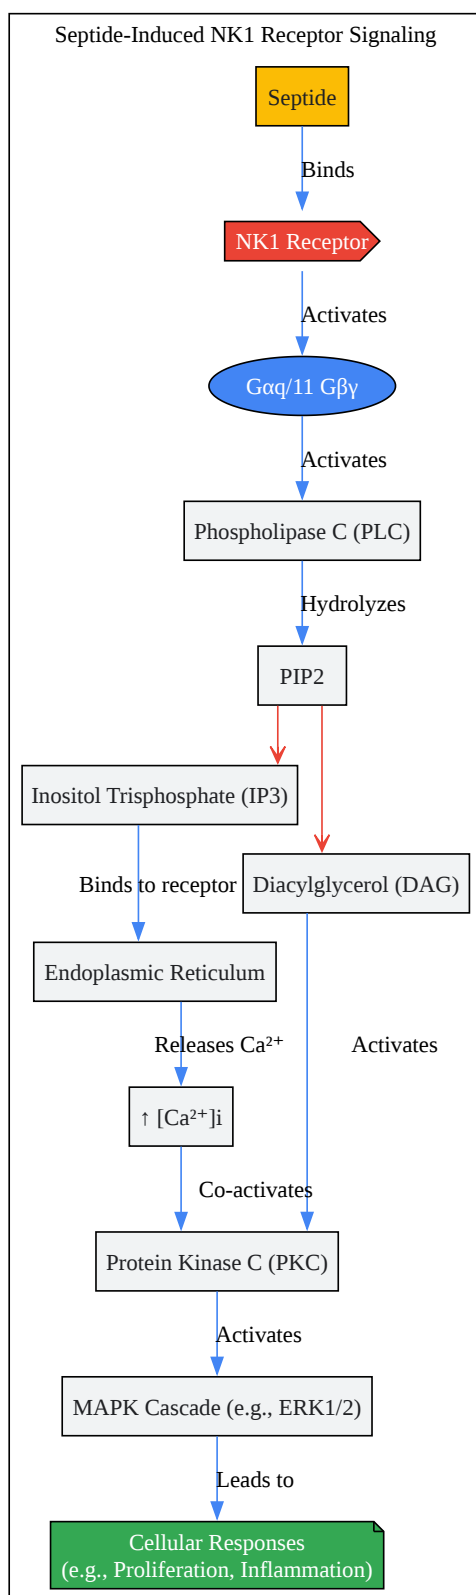 Septide-Induced NK1 Receptor Signaling
Septide
Binds
NK1 Receptor
Activates
Gαq/11 Gβγ
Activates
Phospholipase C (PLC)
Hydrolyzes
PIP2
Inositol Trisphosphate (IP3)
Diacylglycerol (DAG)
Binds to receptor
Endoplasmic Reticulum
Releases Ca²⁺
Activates
↑ [Ca²⁺]i
Co-activates
Protein Kinase C (PKC)
Activates
MAPK Cascade (e.g., ERK1/2)
Leads to
Cellular Responses
(e.g., Proliferation, Inflammation)